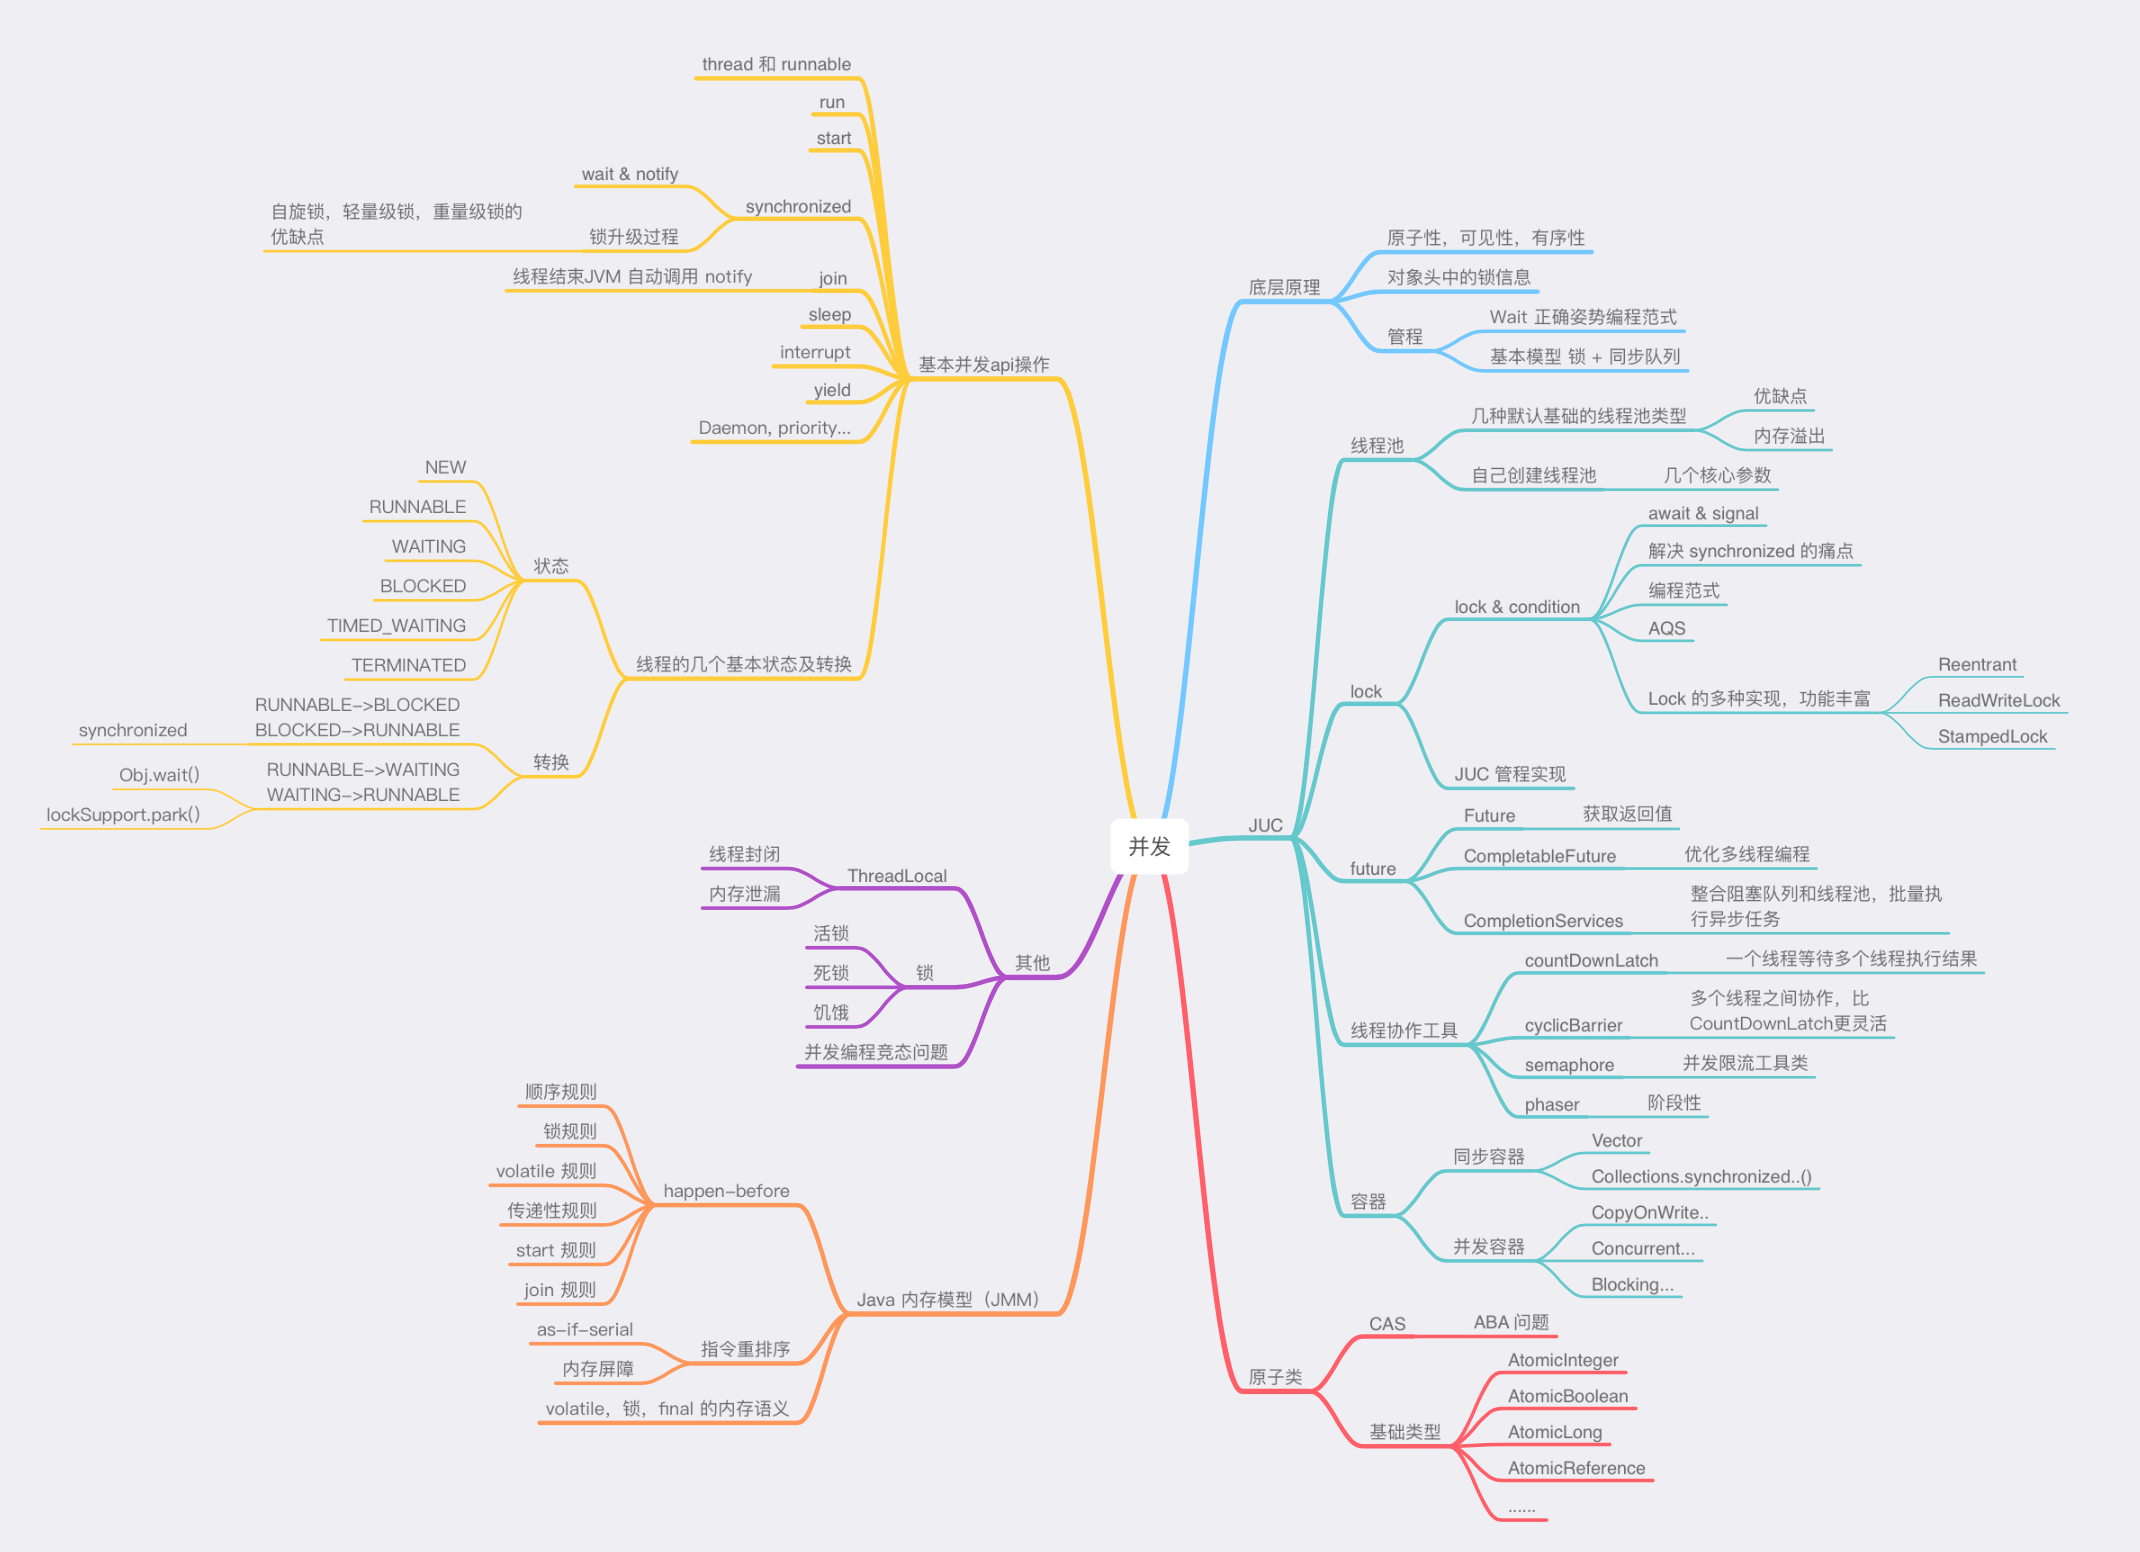 并发
底层原理
原子性，可见性，有序性
对象头中的锁信息
管程
Wait 正确姿势编程范式
基本模型 锁 + 同步队列
JUC
线程池
几种默认基础的线程池类型
优缺点
内存溢出
自己创建线程池
几个核心参数
lock
lock & condition
await & signal
解决 synchronized 的痛点
编程范式
AQS
Lock 的多种实现，功能丰富
Reentrant
ReadWriteLock
StampedLock
JUC 管程实现
future
Future
获取返回值
CompletableFuture
优化多线程编程
CompletionServices
整合阻塞队列和线程池，批量执
行异步任务
线程协作工具
countDownLatch
一个线程等待多个线程执行结果
cyclicBarrier
多个线程之间协作，比
CountDownLatch更灵活
semaphore
并发限流工具类
phaser
阶段性
容器
同步容器
Vector
Collections.synchronized..()
并发容器
CopyOnWrite..
Concurrent...
Blocking...
原子类
CAS
ABA 问题
基础类型
AtomicInteger
AtomicBoolean
AtomicLong
AtomicReference
......
基本并发api操作
thread 和 runnable
run
start
synchronized
wait & notify
锁升级过程
自旋锁，轻量级锁，重量级锁的
优缺点
join
线程结束JVM 自动调用 notify
sleep
interrupt
yield
Daemon, priority...
线程的几个基本状态及转换
状态
NEW
RUNNABLE
WAITING
BLOCKED
TIMED_WAITING
TERMINATED
转换
RUNNABLE->BLOCKED
BLOCKED->RUNNABLE
synchronized
RUNNABLE->WAITING
WAITING->RUNNABLE
Obj.wait()
lockSupport.park()
其他
ThreadLocal
线程封闭
内存泄漏
锁
活锁
死锁
饥饿
并发编程竞态问题
Java 内存模型（JMM）
happen-before
顺序规则
锁规则
volatile 规则
传递性规则
start 规则
join 规则
指令重排序
as-if-serial
内存屏障
volatile，锁，final 的内存语义